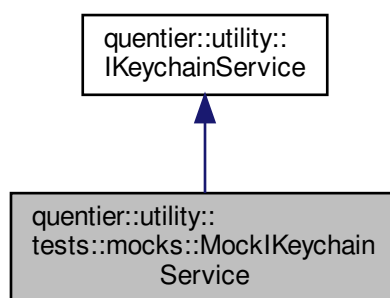 quentier::utility::
IKeychainService
quentier::utility::
tests::mocks::MockIKeychain
Service